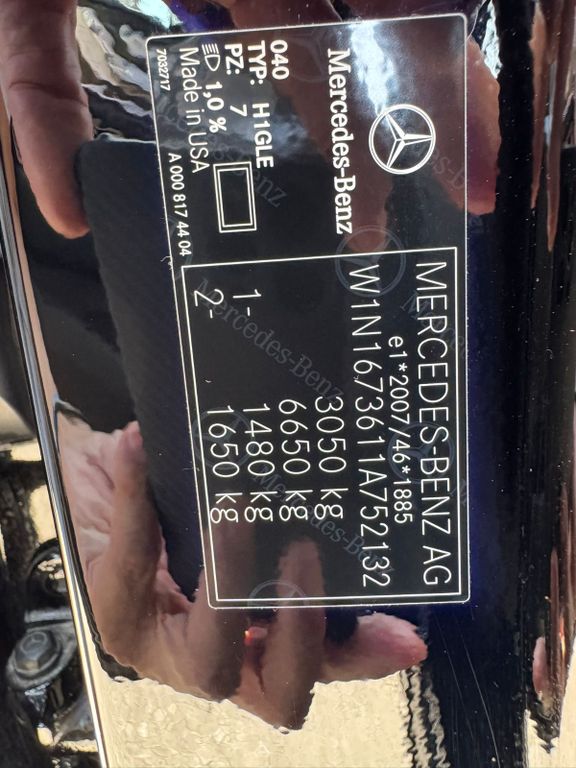 MERCEDES-BENZ AG
e1*2007/46*1885
W1N1673611A752132
3050 kg
6650 kg
1- 1480 kg
2- 1650 kg
Mercedes-Benz
040
TYP: H1GLE
PZ: 7
1,0 %
Made in USA
7032717
A 000 817 44 04